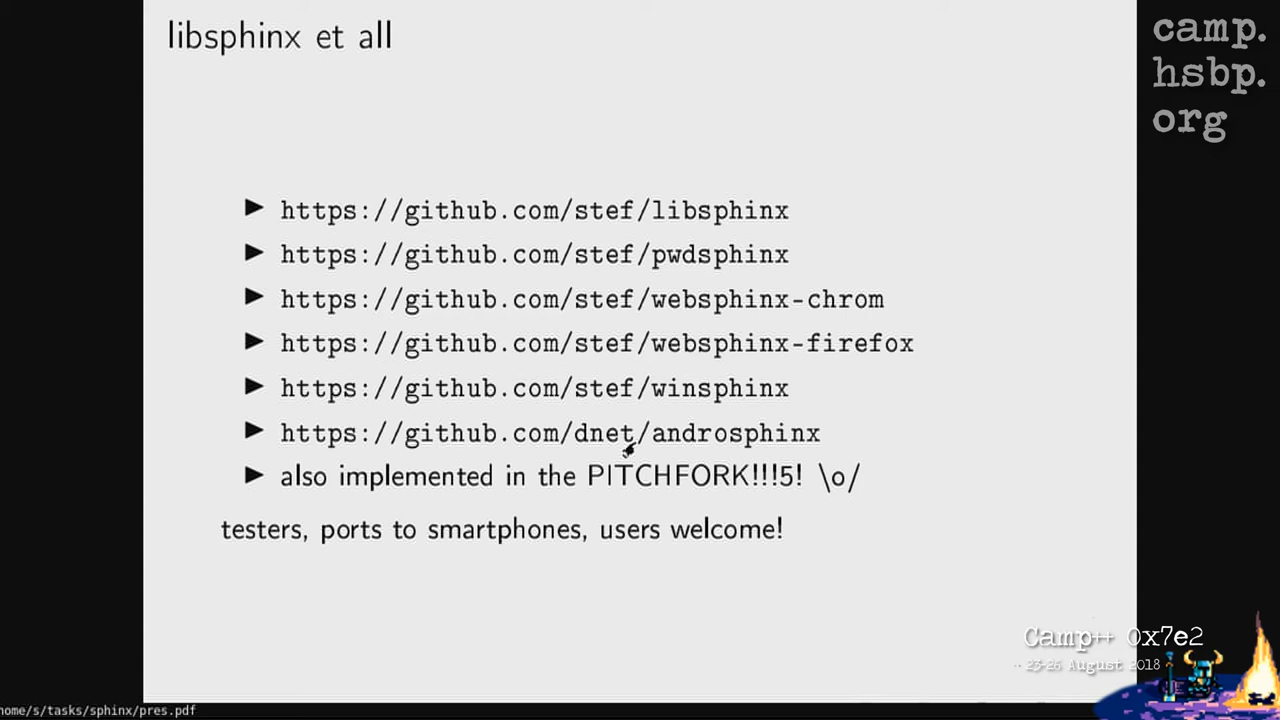 libsphinx et all
camp.
hsbp.
org
https://github.com/stef/libsphinx
https://github.com/stef/pwdsphinx
https://github.com/stef/websphinx-chrom
https://github.com/stef/websphinx-firefox
https://github.com/stef/winsphinx
https://github.com/dnet/androsphinx
also implemented in the PITCHFORK!!!5! \o/
testers, ports to smartphones, users welcome!
Camp++ 0x7e2
23-26 August 2018
home/s/tasks/sphinx/pres.pdf